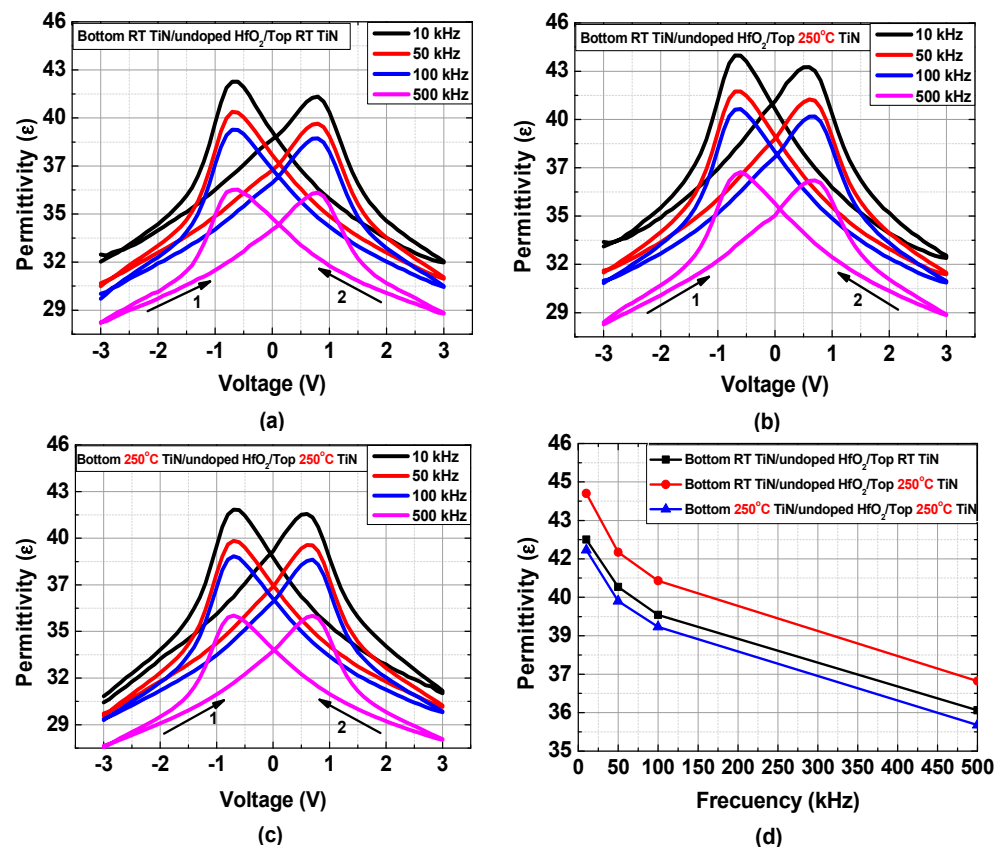 (a)
Bottom RT TiN/undoped HfO₂/Top RT TiN
10 kHz
50 kHz
100 kHz
500 kHz
Permittivity (ε)
46
43
40
37
35
32
29
1
2
-3 -2 -1 0 1 2 3
Voltage (V)
(a)
(b)
Bottom RT TiN/undoped HfO₂/Top 250°C TiN
10 kHz
50 kHz
100 kHz
500 kHz
Permittivity (ε)
46
43
40
37
35
32
29
1
2
-3 -2 -1 0 1 2 3
Voltage (V)
(b)
Bottom 250°C TiN/undoped HfO₂/Top 250°C TiN
10 kHz
50 kHz
100 kHz
500 kHz
Permittivity (ε)
46
43
40
37
35
32
29
1
2
-3 -2 -1 0 1 2 3
Voltage (V)
(c)
Bottom RT TiN/undoped HfO₂/Top RT TiN
Bottom RT TiN/undoped HfO₂/Top 250°C TiN
Bottom 250°C TiN/undoped HfO₂/Top 250°C TiN
Permittivity (ε)
46
45
43
42
40
39
37
36
35
0 50 100 150 200 250 300 350 400 450 500
Frecuency (kHz)
(d)